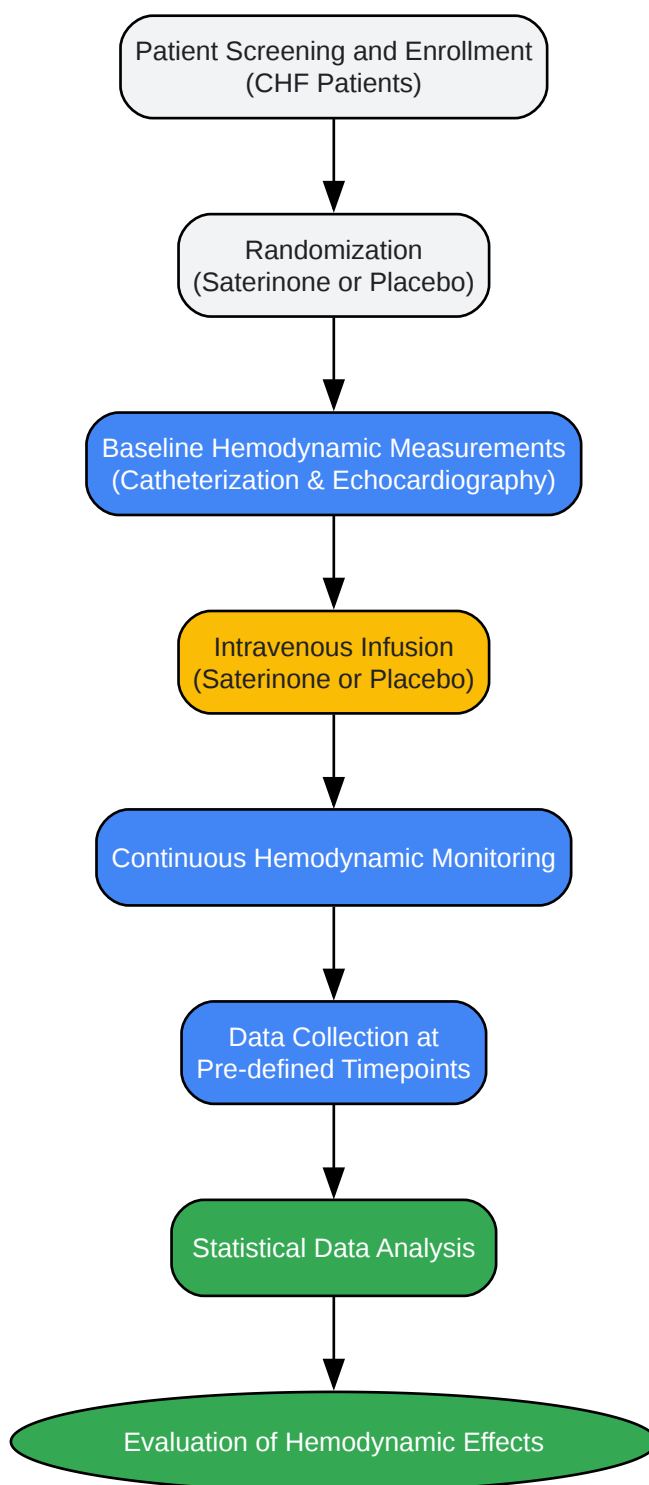 Patient Screening and Enrollment
(CHF Patients)
Randomization
(Saterinone or Placebo)
Baseline Hemodynamic Measurements
(Catheterization & Echocardiography)
Intravenous Infusion
(Saterinone or Placebo)
Continuous Hemodynamic Monitoring
Data Collection at
Pre-defined Timepoints
Statistical Data Analysis
Evaluation of Hemodynamic Effects